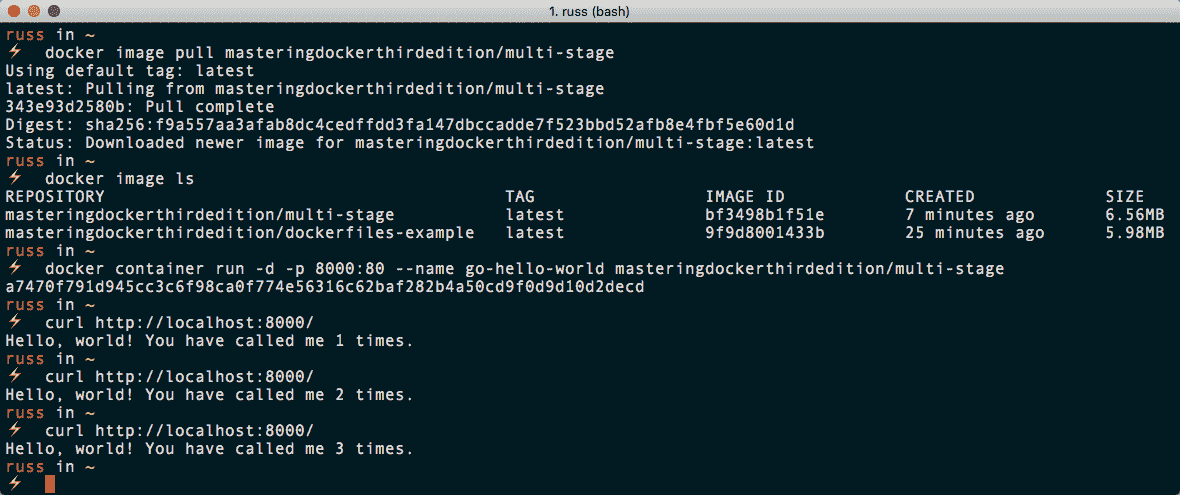 1. russ (bash)
russ in ~
⚡ docker image pull masteringdockerthirdedition/multi-stage
Using default tag: latest
latest: Pulling from masteringdockerthirdedition/multi-stage
343e93d2580b: Pull complete
Digest: sha256:f9a557aa3afab8dc4cedffdd3fa147dbccadde7f523bbd52afb8e4fbf5e60d1d
Status: Downloaded newer image for masteringdockerthirdedition/multi-stage:latest
russ in ~
⚡ docker image ls
REPOSITORY TAG IMAGE ID CREATED SIZE
masteringdockerthirdedition/multi-stage latest bf3498b1f51e 7 minutes ago 6.56MB
masteringdockerthirdedition/dockerfiles-example latest 9f9d8001433b 25 minutes ago 5.98MB
russ in ~
⚡ docker container run -d -p 8000:80 --name go-hello-world masteringdockerthirdedition/multi-stage
a7470f791d945cc3c6f98ca0f774e56316c62baf282b4a50cd9f0d9d10d2decd
russ in ~
⚡ curl http://localhost:8000/
Hello, world! You have called me 1 times.
russ in ~
⚡ curl http://localhost:8000/
Hello, world! You have called me 2 times.
russ in ~
⚡ curl http://localhost:8000/
Hello, world! You have called me 3 times.
russ in ~
⚡